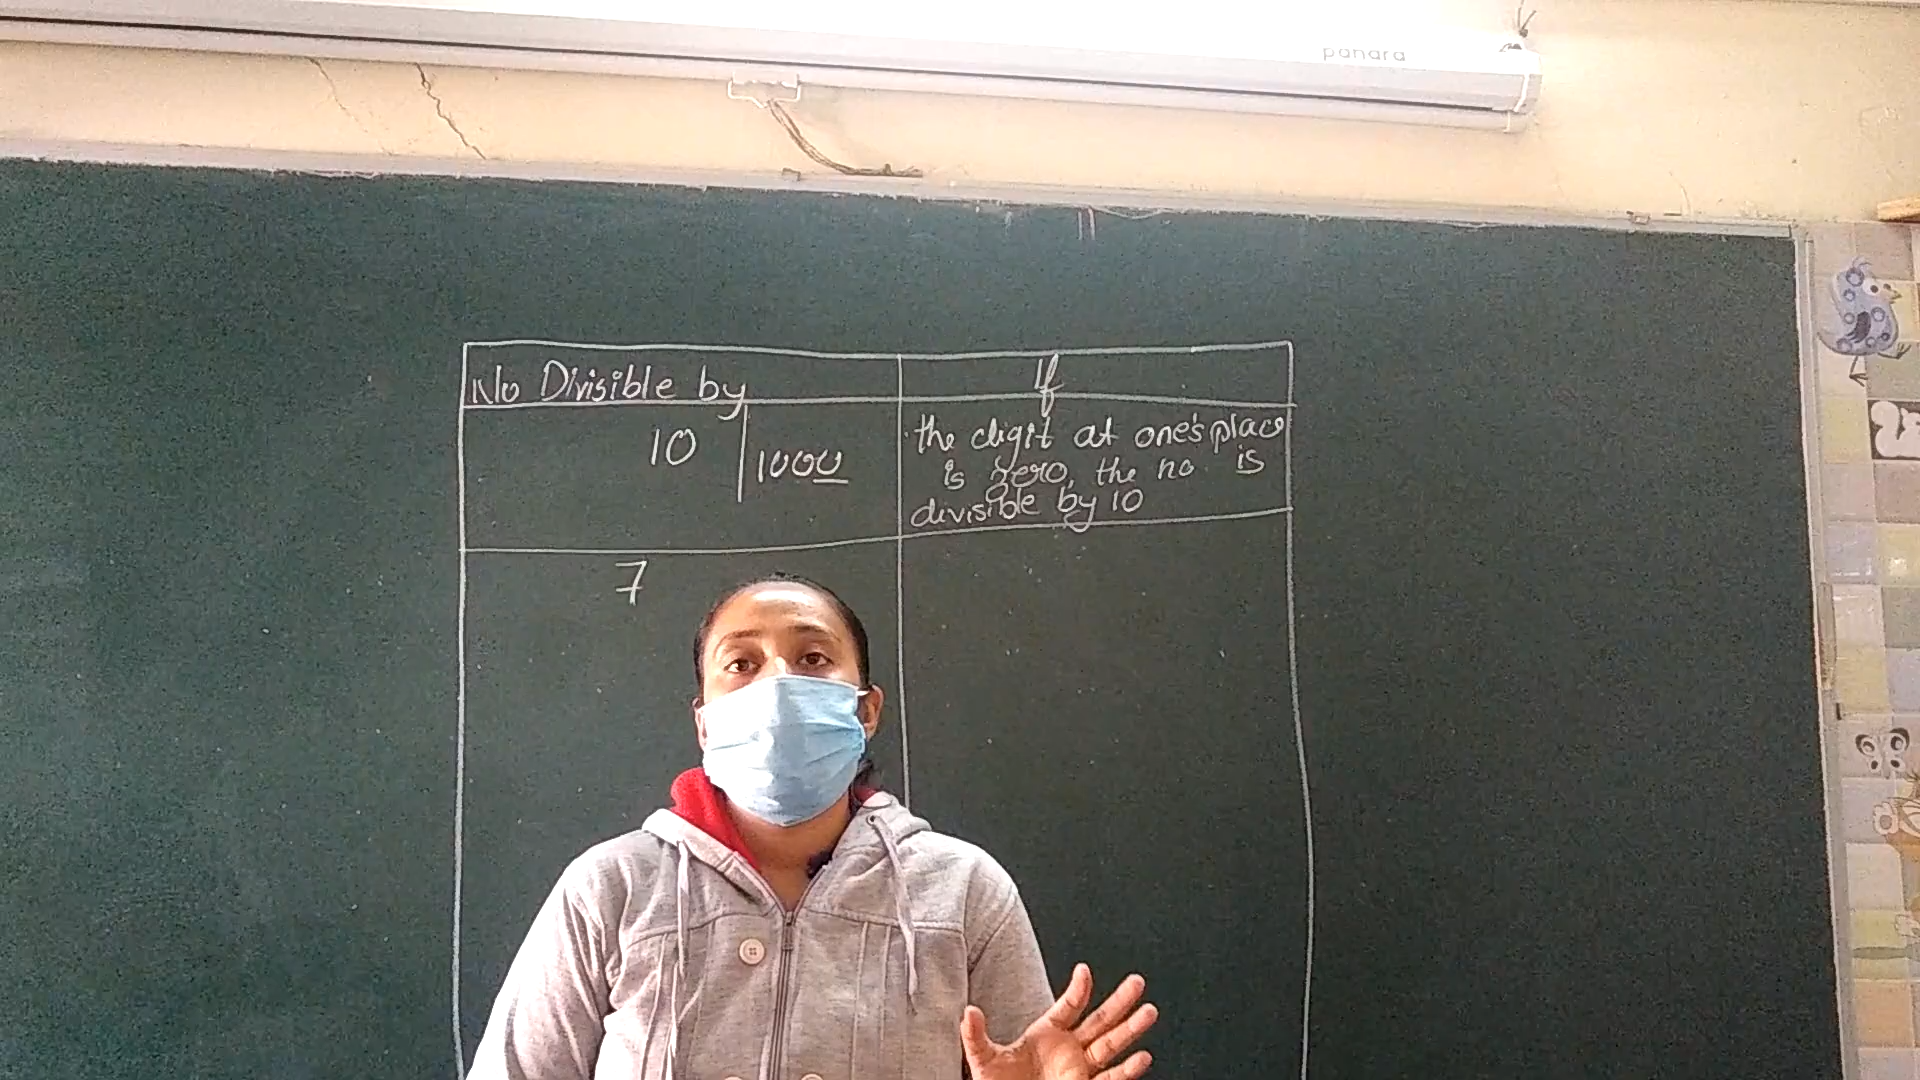 panara
No Divisible by
If
10
1000
the digit at one's place
is zero, the no. is
divisible by 10
7